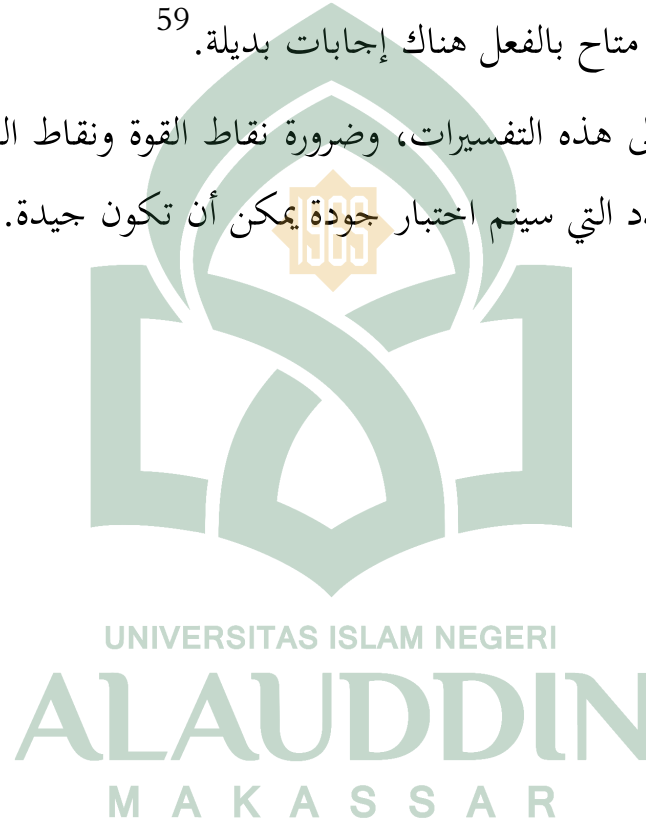 متاح بالفعل هناك إجابات بديلة.59
هذه التفسيرات، وضرورة نقاط القوة ونقاط
التي سيتم اختبار جودة يمكن أن تكون جيدة.
1965
UNIVERSITAS ISLAM NEGERI
ALAUDDIN
MAKASSAR